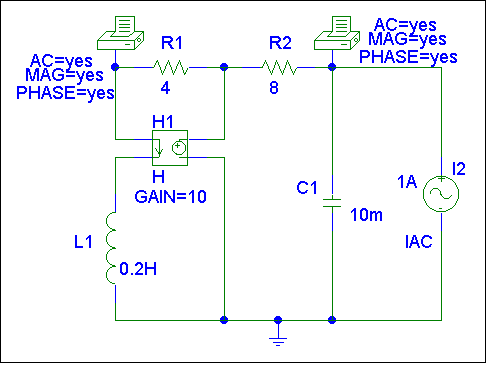 AC=yes
MAG=yes
PHASE=yes
R1
4
R2
8
AC=yes
MAG=yes
PHASE=yes
H1
H
GAIN=10
L1
0.2H
C1
10m
I2
1A
IAC